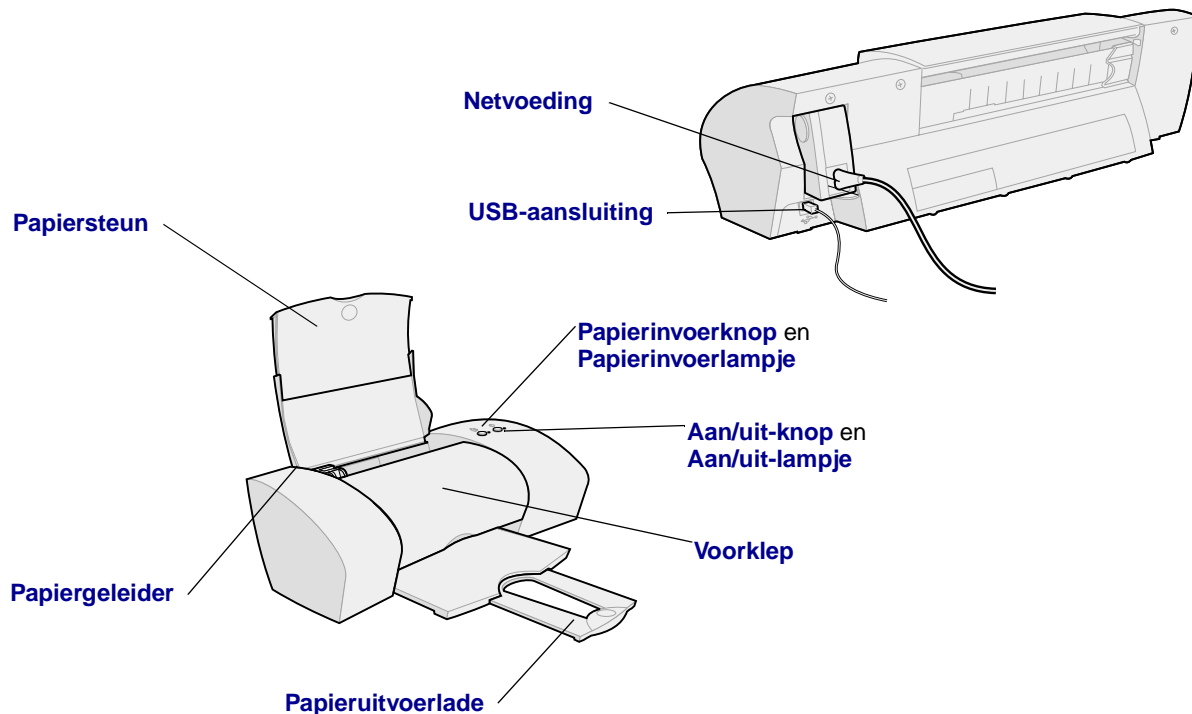 Netvoeding
USB-aansluiting
Papiersteun
Papierinvoerknop en
Papierinvoerlampje
Aan/uit-knop en
Aan/uit-lampje
Voorklep
Papiergeleider
Papieruitvoerlade